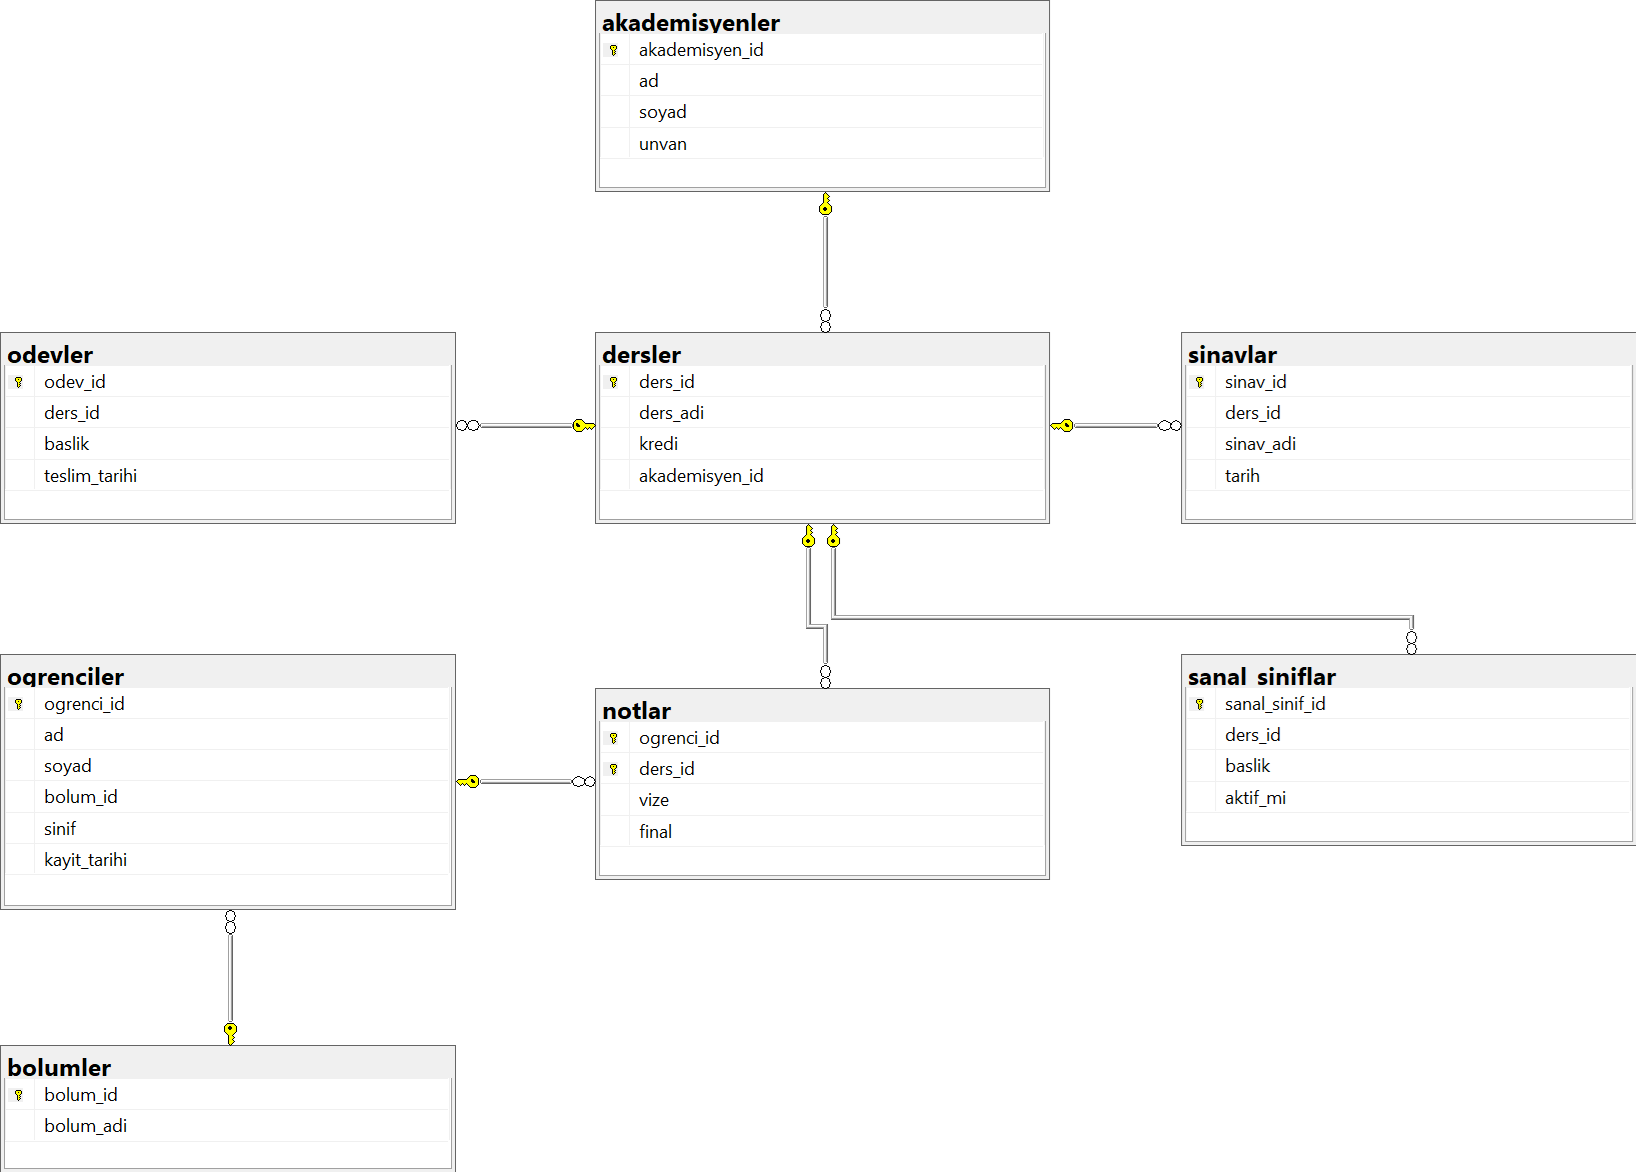 akademisyenler
akademisyen_id
ad
soyad
unvan
odevler
odev_id
ders_id
baslik
teslim_tarihi
dersler
ders_id
ders_adi
kredi
akademisyen_id
sinavlar
sinav_id
ders_id
sinav_adi
tarih
ogrenciler
ogrenci_id
ad
soyad
bolum_id
sinif
kayit_tarihi
notlar
ogrenci_id
ders_id
vize
final
sanal_siniflar
sanal_sinif_id
ders_id
baslik
aktif_mi
bolumler
bolum_id
bolum_adi